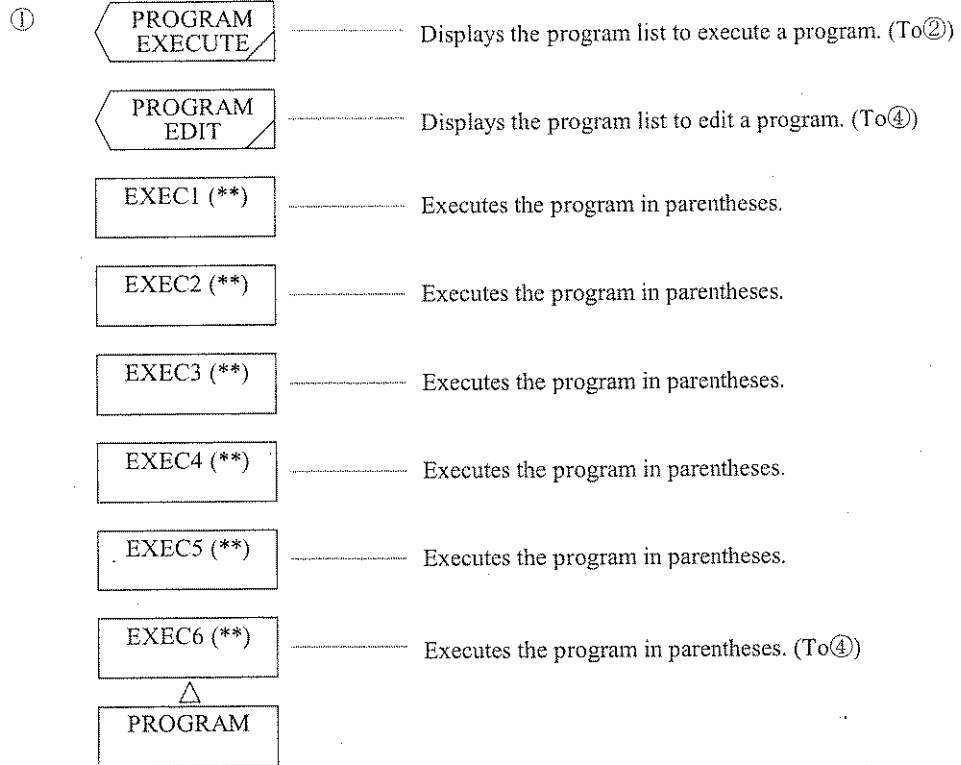 ①
PROGRAM
EXECUTE
Displays the program list to execute a program. (To②)
PROGRAM
EDIT
Displays the program list to edit a program. (To④)
EXEC1 (**)
Executes the program in parentheses.
EXEC2 (**)
Executes the program in parentheses.
EXEC3 (**)
Executes the program in parentheses.
EXEC4 (**)
Executes the program in parentheses.
EXEC5 (**)
Executes the program in parentheses.
EXEC6 (**)
Executes the program in parentheses. (To④)
PROGRAM